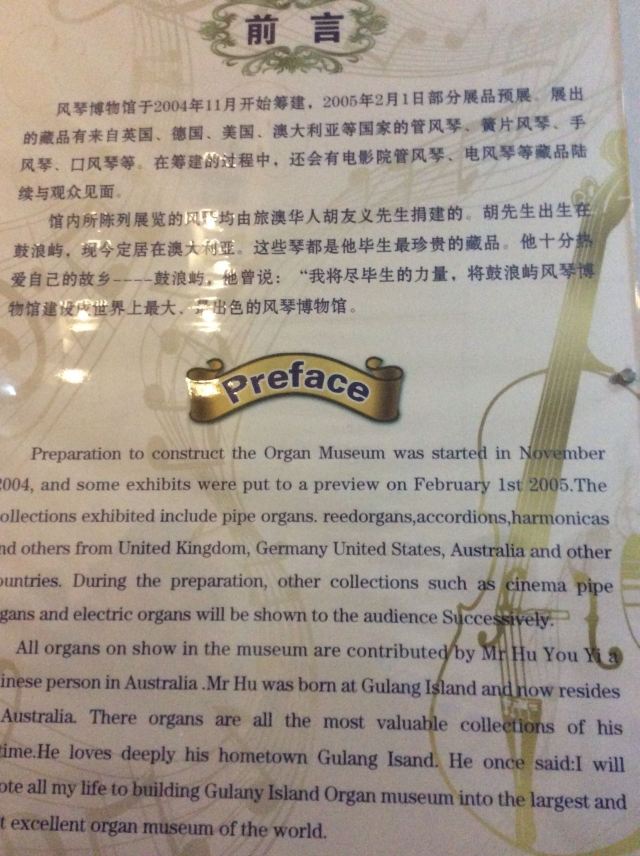 前言
风琴博物馆于2004年11月开始筹建，2005年2月1日部分展品预展。展出
的藏品有来自英国、德国、美国、澳大利亚等国家的管风琴、簧片风琴、手
风琴、口风琴等。在筹建的过程中，还会有电影院管风琴、电风琴等藏品陆
续与观众见面。
馆内所陈列展览的风琴均由旅澳华人胡友义先生捐建的。胡先生出生在
鼓浪屿，现今定居在澳大利亚。这些琴都是他毕生最珍贵的藏品。他十分热
爱自己的故乡----鼓浪屿，他曾说：“我将尽毕生的力量，将鼓浪屿风琴博
物馆建设成世界上最大、最出色的风琴博物馆。
Preface
Preparation to construct the Organ Museum was started in November
2004, and some exhibits were put to a preview on February 1st 2005.The
ollections exhibited include pipe organs. reedorgans,accordions,harmonicas
nd others from United Kingdom, Germany United States, Australia and other
ountries. During the preparation, other collections such as cinema pipe
gans and electric organs will be shown to the audience Successively.
All organs on show in the museum are contributed by Mr Hu You Yi a
inese person in Australia .Mr Hu was born at Gulang Island and now resides
Australia. There organs are all the most valuable collections of his
time.He loves deeply his hometown Gulang Isand. He once said:I will
ote all my life to building Gulany Island Organ museum into the largest and
t excellent organ museum of the world.